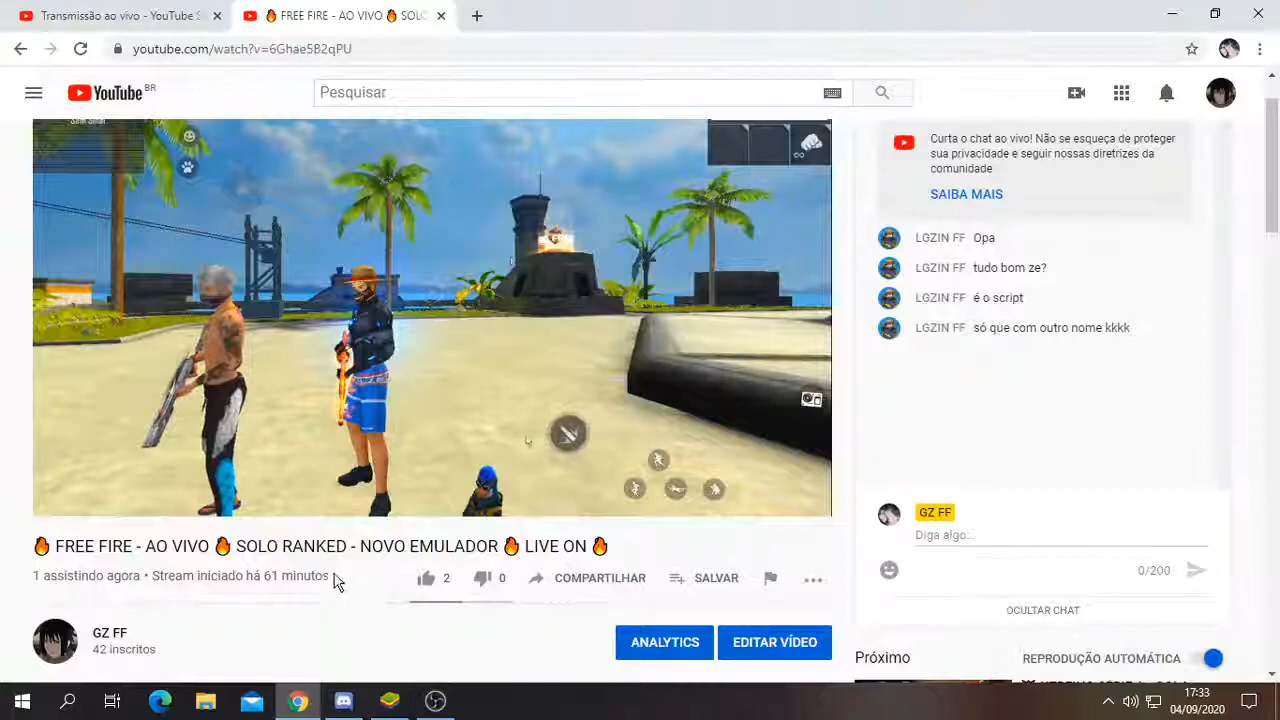 Transmissão ao vivo - YouTube S
🔥 FREE FIRE - AO VIVO 🔥 SOLO
youtube.com/watch?v=6Ghae5B2qPU
YouTube BR
Pesquisar
Curta o chat ao vivo! Não se esqueça de proteger
sua privacidade e seguir nossas diretrizes da
comunidade.
SAIBA MAIS
LGZIN FF Opa
LGZIN FF tudo bom ze?
LGZIN FF é o script
LGZIN FF só que com outro nome kkkk
GZ FF
Diga algo...
0/200
OCULTAR CHAT
🔥 FREE FIRE - AO VIVO 🔥 SOLO RANKED - NOVO EMULADOR 🔥 LIVE ON 🔥
1 assistindo agora • Stream iniciado há 61 minutos
2 0 COMPARTILHAR SALVAR
GZ FF
42 inscritos
ANALYTICS EDITAR VÍDEO
Próximo REPRODUÇÃO AUTOMÁTICA
17:33
04/09/2020